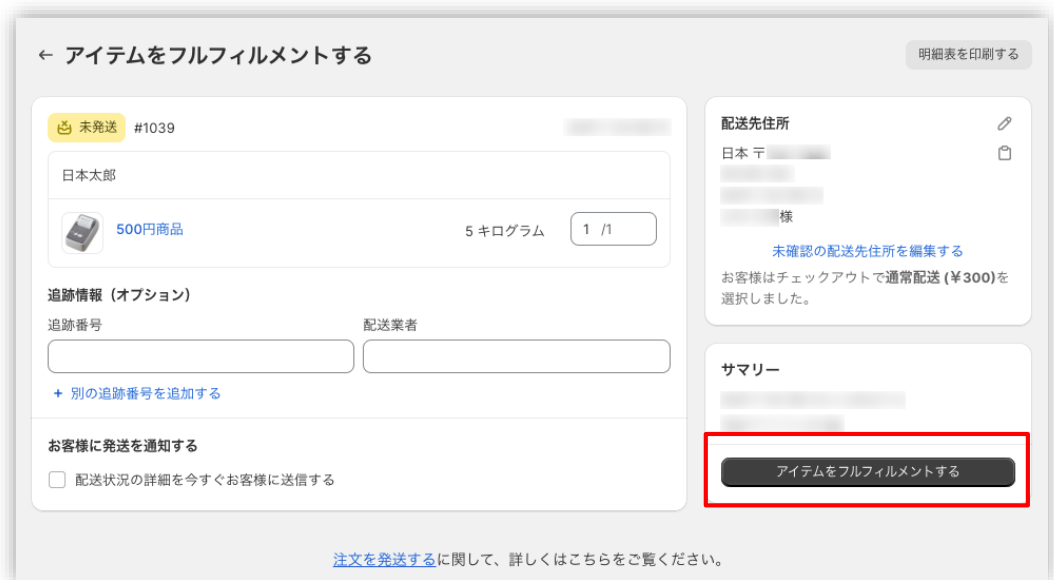 ← アイテムをフルフィルメントする
明細表を印刷する
未発送 #1039
日本太郎
500円商品
5 キログラム
1 /1
追跡情報（オプション）
追跡番号
配送業者
+ 別の追跡番号を追加する
お客様に発送を通知する
配送状況の詳細を今すぐお客様に送信する
配送先住所
日本 〒
様
未確認の配送先住所を編集する
お客様はチェックアウトで通常配送 (¥300)を
選択しました。
サマリー
アイテムをフルフィルメントする
注文を発送するに関して、詳しくはこちらをご覧ください。